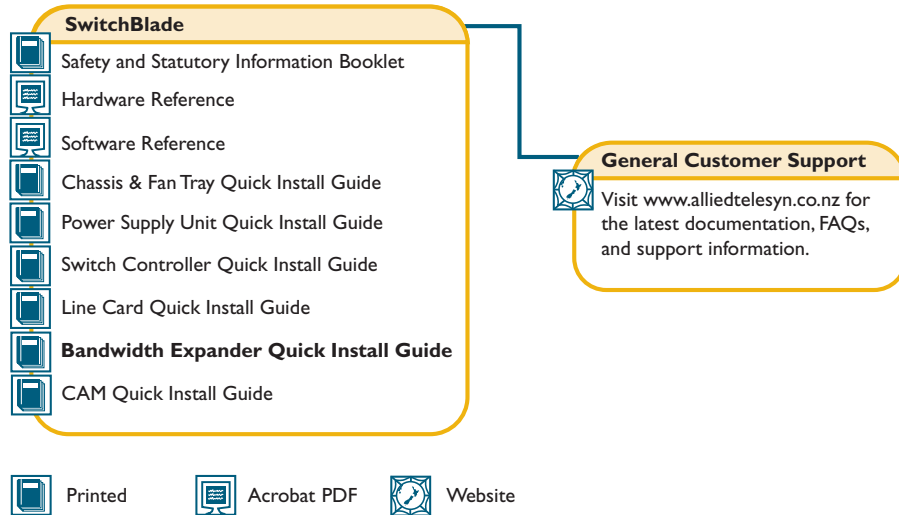 SwitchBlade
Safety and Statutory Information Booklet
Hardware Reference
Software Reference
Chassis & Fan Tray Quick Install Guide
Power Supply Unit Quick Install Guide
Switch Controller Quick Install Guide
Line Card Quick Install Guide
Bandwidth Expander Quick Install Guide
CAM Quick Install Guide
General Customer Support
Visit www.alliedtelesyn.co.nz for
the latest documentation, FAQs,
and support information.
Printed
Acrobat PDF
Website